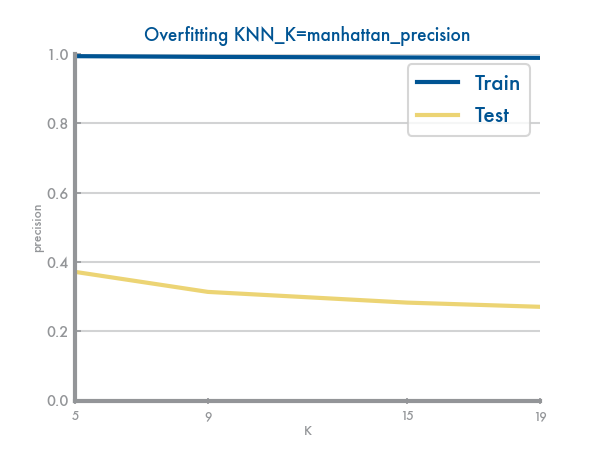 Overfitting KNN_K=manhattan_precision
1.0
0.8
0.6
0.4
0.2
0.0
precision
Train
Test
5
9
15
19
K